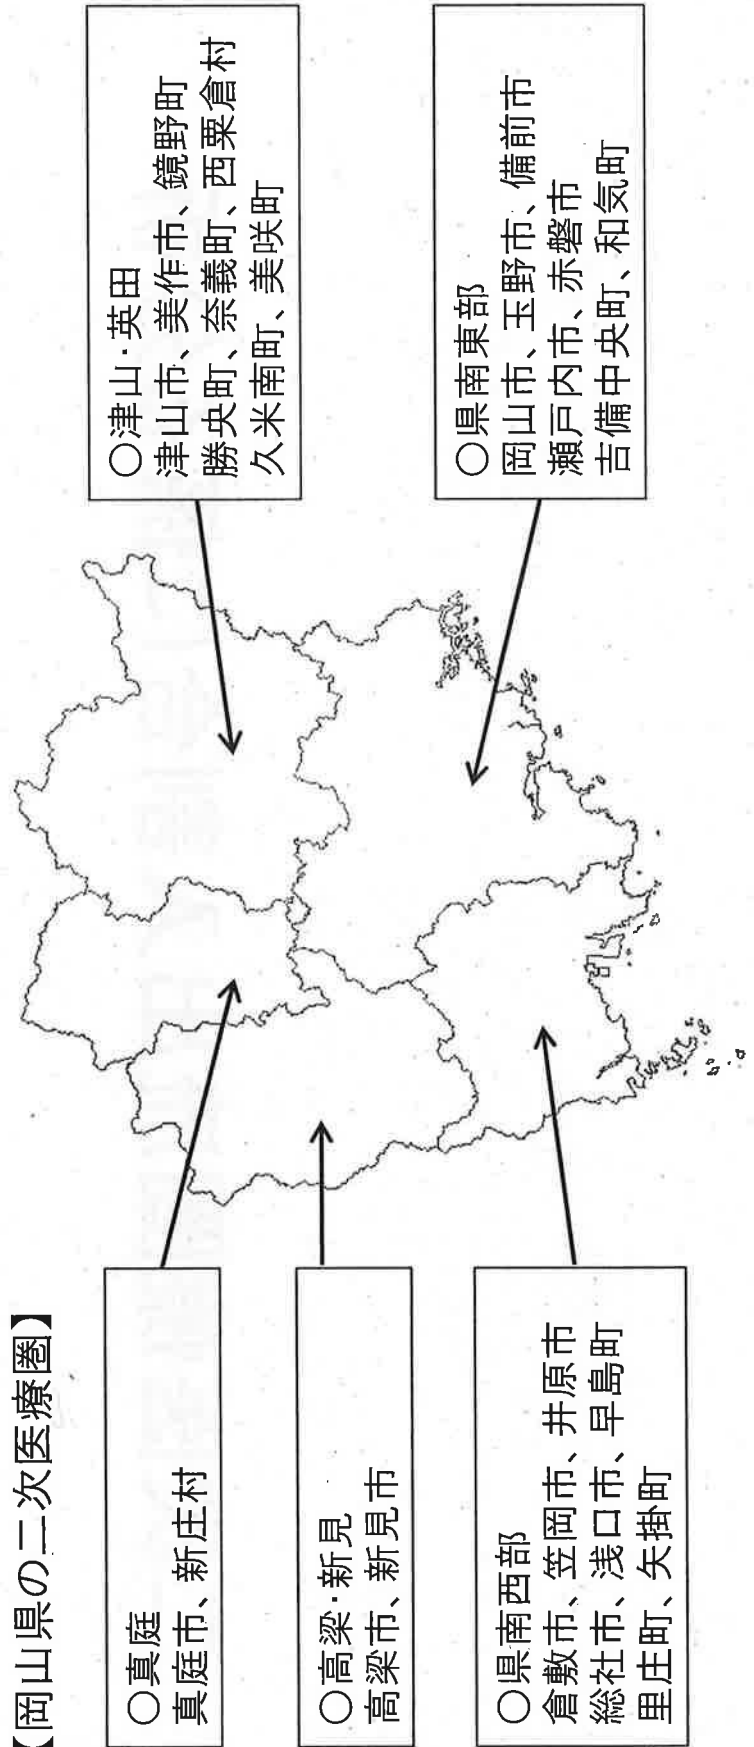 【岡山県の二次医療圏】
○真庭
真庭市、新庄村
○高梁・新見
高梁市、新見市
○県南西部
倉敷市、笠岡市、井原市
総社市、浅口市、早島町
里庄町、矢掛町
○津山・英田
津山市、美作市、鏡野町
勝央町、奈義町、西粟倉村
久米南町、美咲町
○県南東部
岡山市、玉野市、備前市
瀬戸内市、赤磐市
吉備中央町、和気町